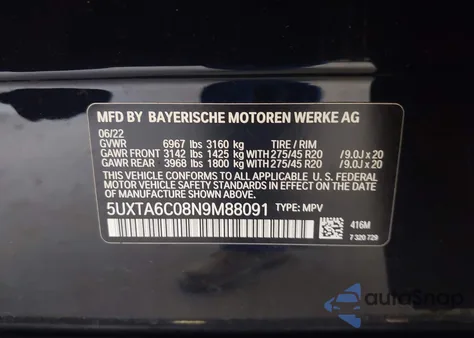 MFD BY BAYERISCHE MOTOREN WERKE AG
06/22
GVWR 6967 lbs 3160 kg TIRE / RIM
GAWR FRONT 3142 lbs 1425 kg WITH 275/45 R20 /9.0J x 20
GAWR REAR 3968 lbs 1800 kg WITH 275/45 R20 /9.0J x 20
THIS VEHICLE CONFORMS TO ALL APPLICABLE U. S. FEDERAL
MOTOR VEHICLE SAFETY STANDARDS IN EFFECT ON THE DATE OF
MANUFACTURE SHOWN ABOVE.
5UXTA6C08N9M88091 TYPE: MPV
416M
7 320 729
autoSnap